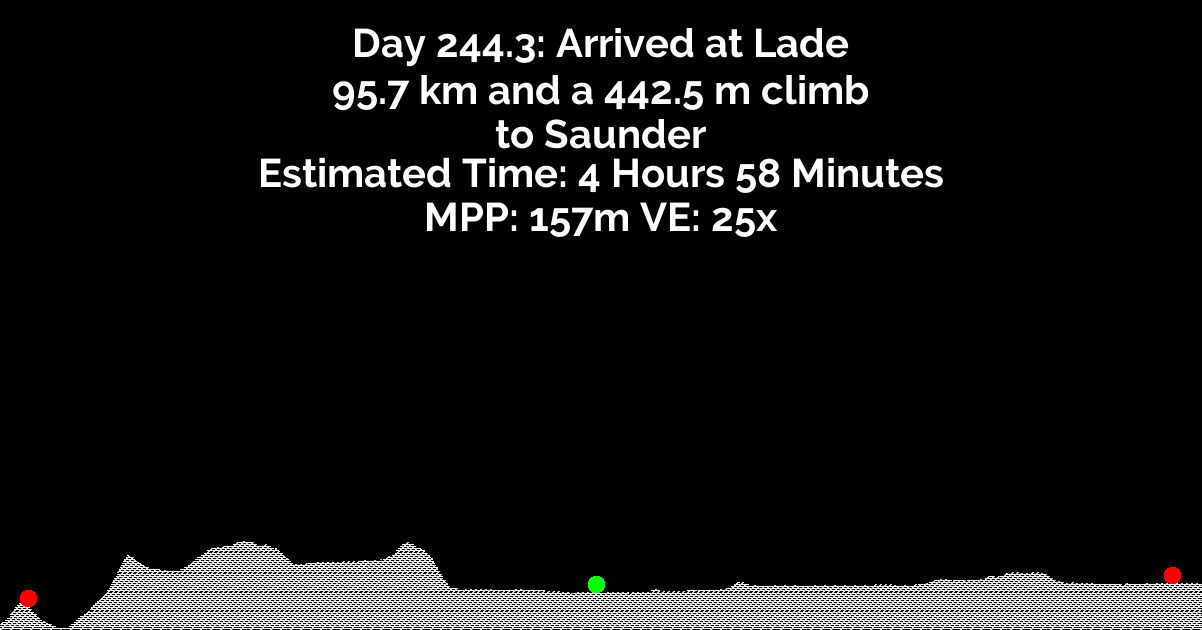 Day 244.3: Arrived at Lade
95.7 km and a 442.5 m climb
to Saunder
Estimated Time: 4 Hours 58 Minutes
MPP: 157m VE: 25x